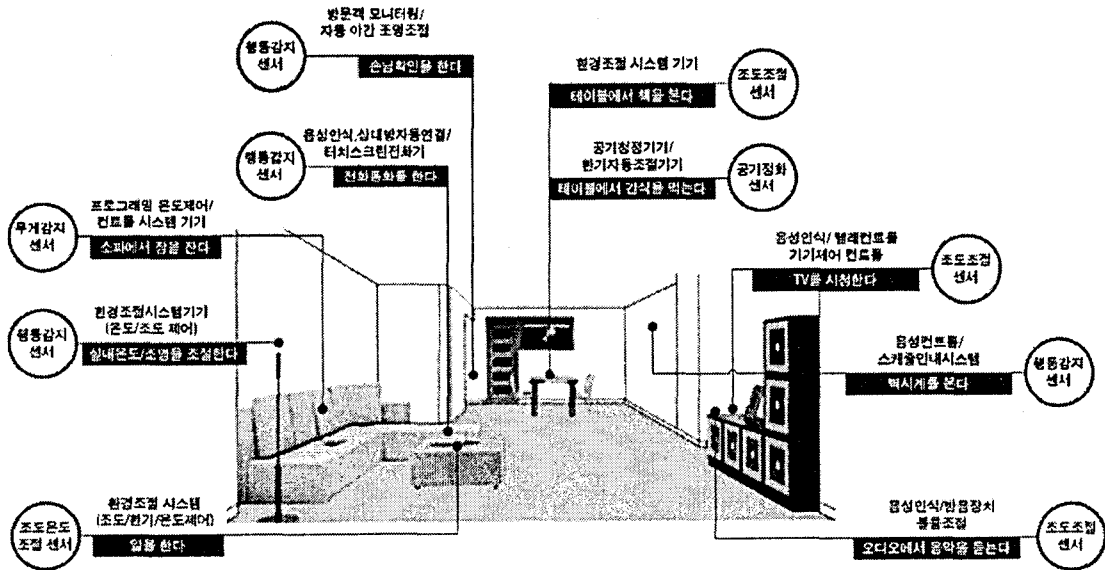 방문객 모니터링/
자동 야간 조명조절
행동감지
센서
손님확인을 한다
환경조절 시스템 기기
조도조절
센서
테이블에서 책을 본다
음성인식,상대방자동연결/
터치스크린전화기
행동감지
센서
전화통화를 한다
공기청정기기/
환기자동조절기기
공기정화
센서
테이블에서 간식을 먹는다
프로그래밍 온도제어/
컨트롤 시스템 기기
무게감지
센서
소파에서 잠을 잔다
음성인식/ 텔레컨트롤
기기제어 컨트롤
조도조절
센서
TV를 시청한다
환경조절시스템기기
(온도/조도 제어)
행동감지
센서
실내온도/조명을 조절한다
음성컨트롤/
스케줄안내시스템
행동감지
센서
벽시계를 본다
환경조절 시스템
(조도/환기/온도제어)
조도온도
조절 센서
일을 한다
음성인식/반응장치
볼륨조절
조도조절
센서
오디오에서 음악을 듣는다